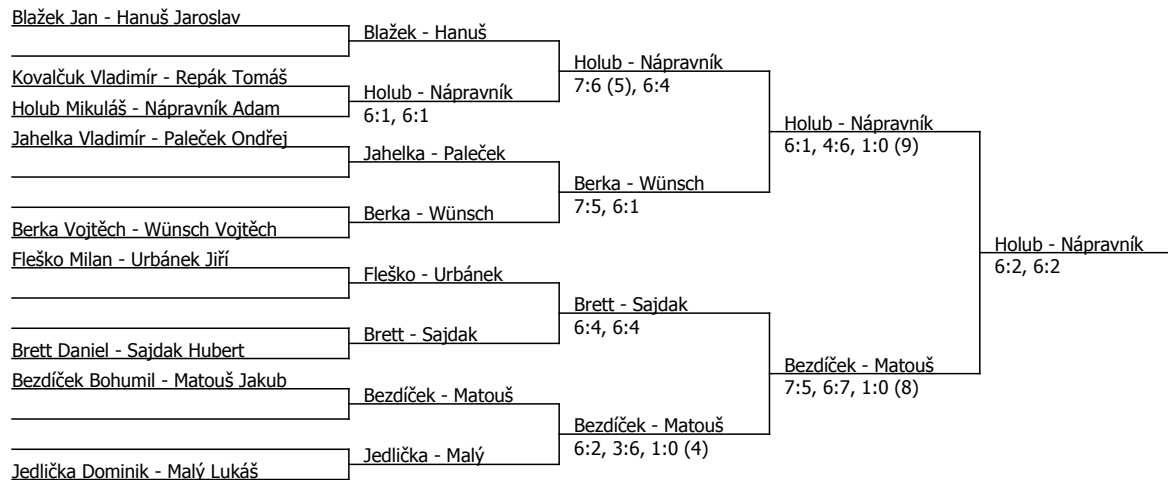 Blažek Jan - Hanuš Jaroslav
Kovalčuk Vladimír - Repák Tomáš
Holub Mikuláš - Nápravník Adam
Jahelka Vladimír - Paleček Ondřej
Berka Vojtěch - Wünsch Vojtěch
Fleško Milan - Urbánek Jiří
Brett Daniel - Sajdak Hubert
Bezdíček Bohumil - Matouš Jakub
Jedlička Dominik - Malý Lukáš
Blažek - Hanuš
Holub - Nápravník
6:1, 6:1
Jahelka - Paleček
Berka - Wünsch
Fleško - Urbánek
Brett - Sajdak
Bezdíček - Matouš
Jedlička - Malý
Holub - Nápravník
7:6 (5), 6:4
Berka - Wünsch
7:5, 6:1
Brett - Sajdak
6:4, 6:4
Bezdíček - Matouš
6:2, 3:6, 1:0 (4)
Holub - Nápravník
6:1, 4:6, 1:0 (9)
Bezdíček - Matouš
7:5, 6:7, 1:0 (8)
Holub - Nápravník
6:2, 6:2